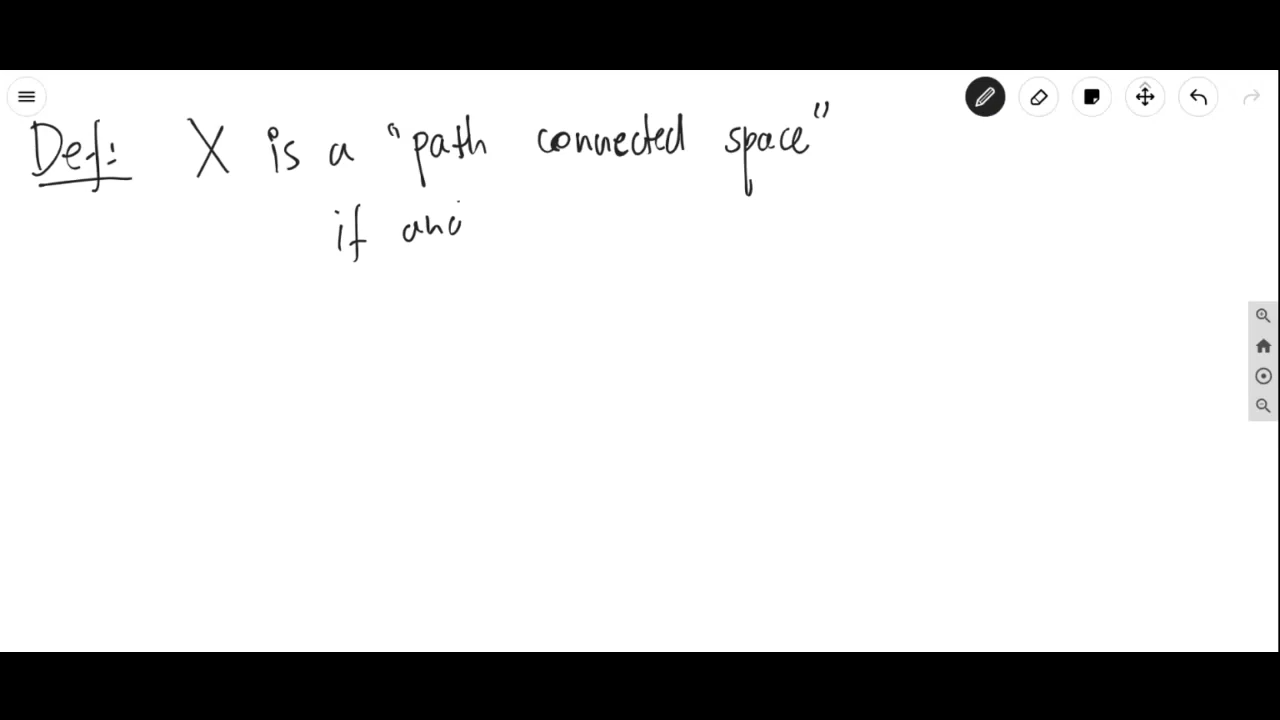 Def: X is a "path connected space"
if